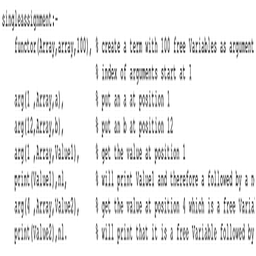 singleassignment:-
functor(Array,array,100), % create a term with 100 free Variables as argument
% index of arguments start at 1
arg(1 ,Array,a), % put an a at position 1
arg(12,Array,b), % put an b at position 12
arg(1 ,Array,Value1), % get the value at position 1
print(Value1),nl, % will print Value1 and therefore a followed by a n
arg(4 ,Array,Value2), % get the value at position 4 which is a free Varia
print(Value2),nl. % will print that it is a free Variable followed by